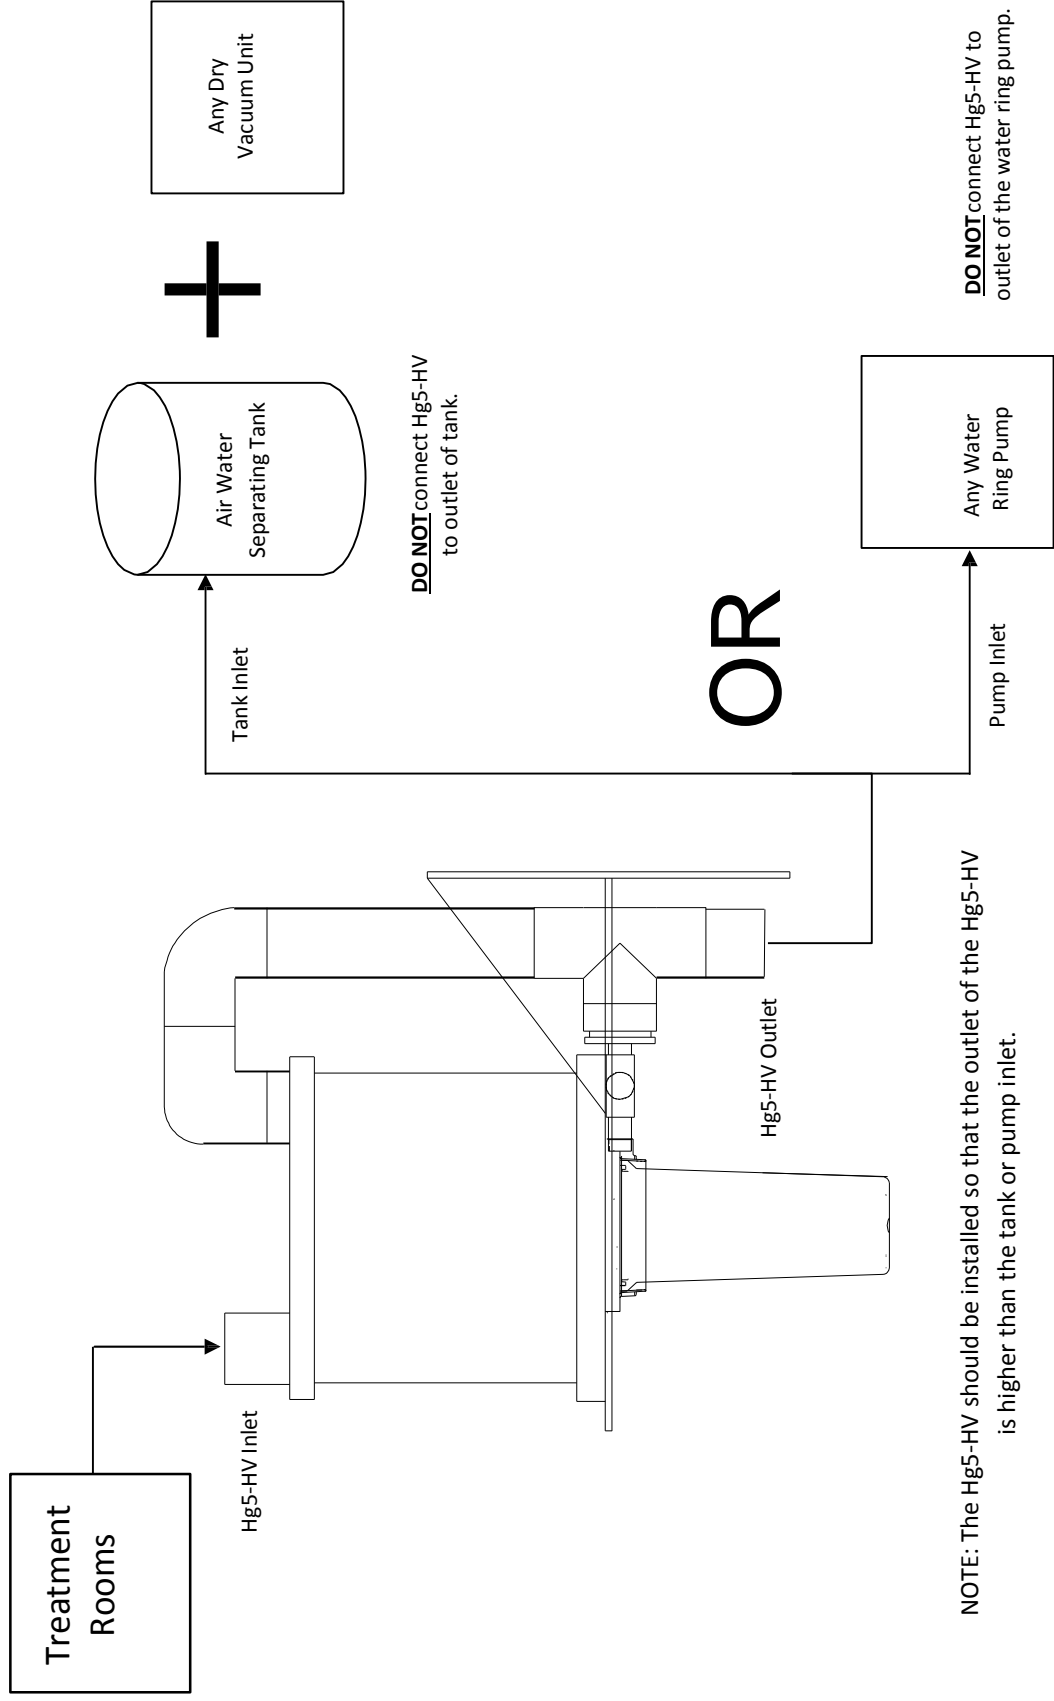 Treatment
Rooms
Hg5-HV Inlet
Hg5-HV Outlet
Tank Inlet
Air Water
Separating Tank
Any Dry
Vacuum Unit
DO NOT connect Hg5-HV
to outlet of tank.
OR
Pump Inlet
Any Water
Ring Pump
DO NOT connect Hg5-HV to
outlet of the water ring pump.
NOTE: The Hg5-HV should be installed so that the outlet of the Hg5-HV
is higher than the tank or pump inlet.